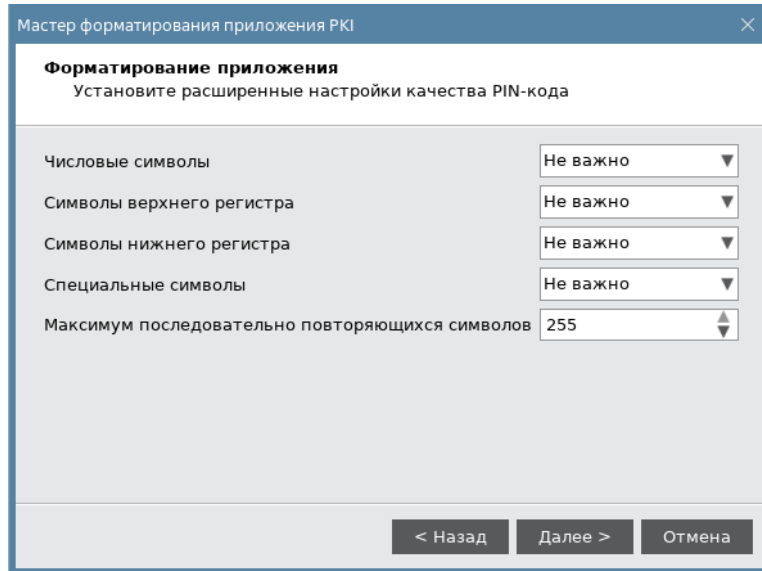 Мастер форматирования приложения PKI
Форматирование приложения
Установите расширенные настройки качества PIN-кода
Числовые символы Не важно
Символы верхнего регистра Не важно
Символы нижнего регистра Не важно
Специальные символы Не важно
Максимум последовательно повторяющихся символов 255
< Назад Далее > Отмена